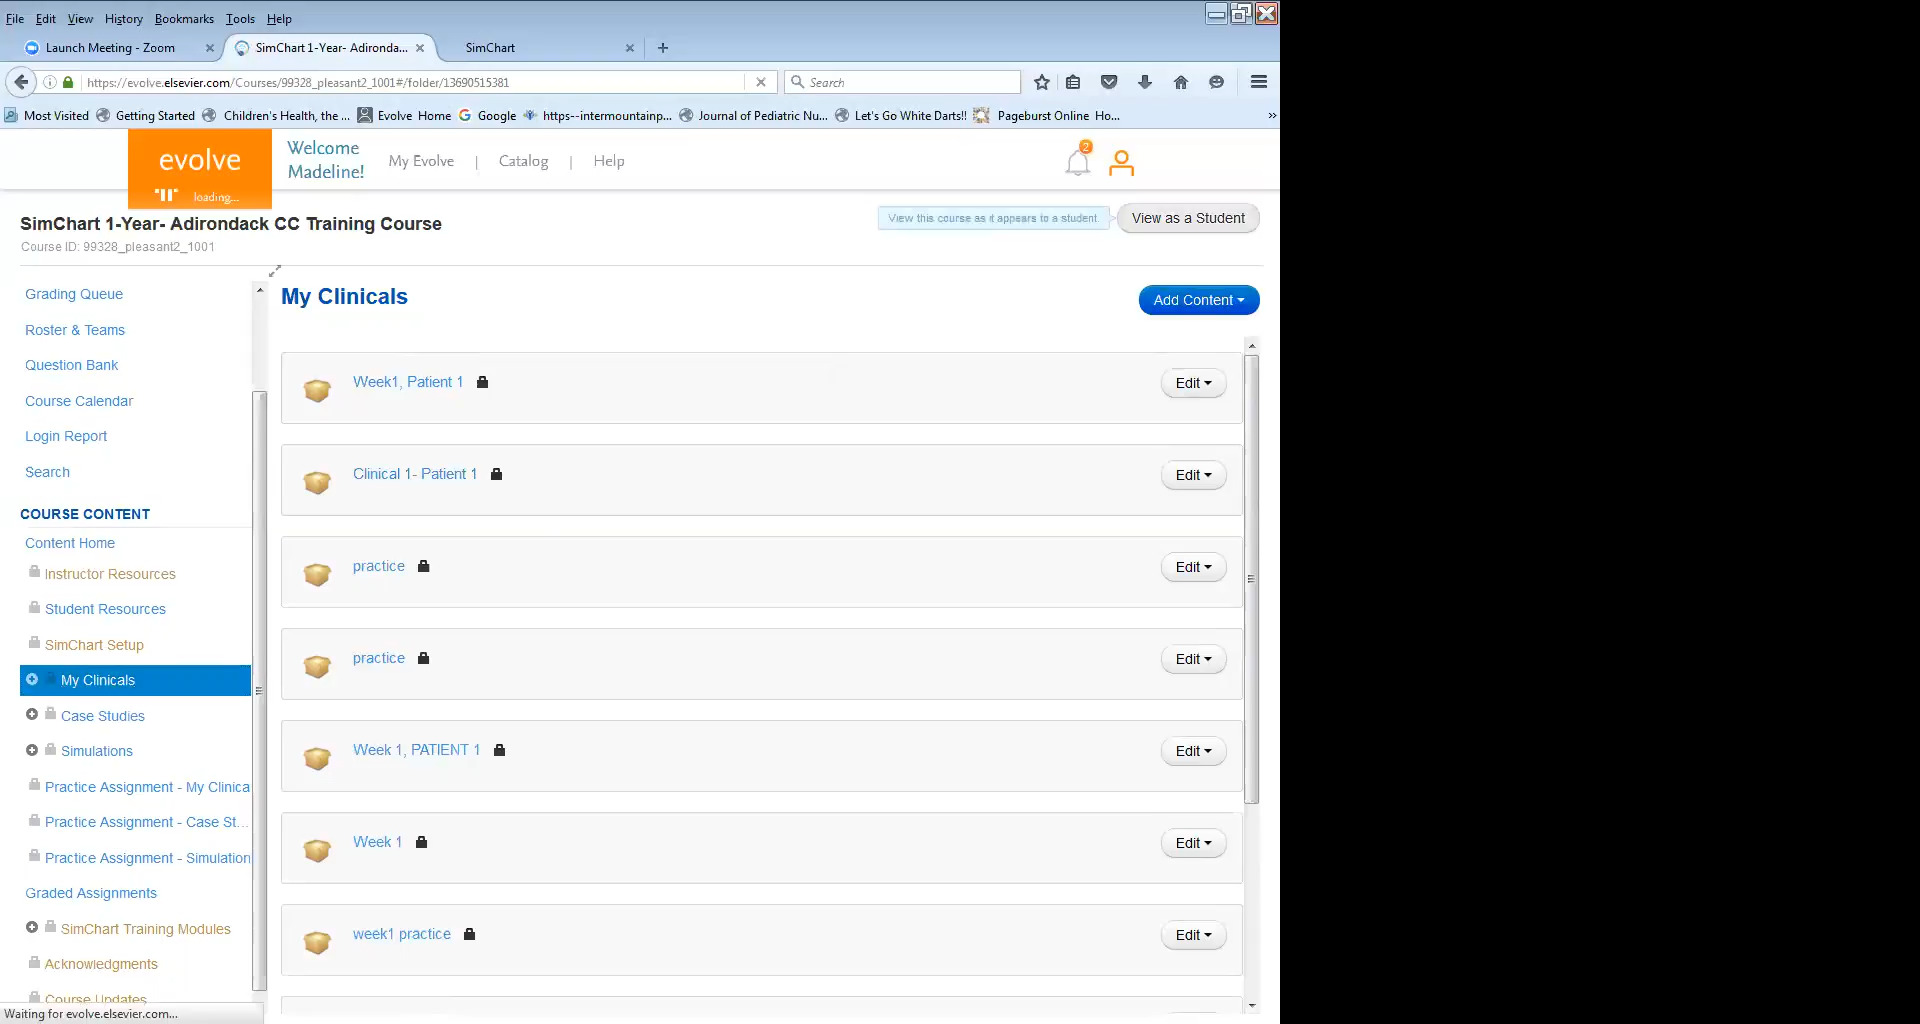 File Edit View History Bookmarks Tools Help
Launch Meeting - Zoom
SimChart 1-Year- Adironda...
SimChart
https://evolve.elsevier.com/Courses/99328_pleasant2_1001#/folder/13690515381
Search
Most Visited Getting Started Children's Health, the ... Evolve Home Google https--intermountainp... Journal of Pediatric Nu... Let's Go White Darts!! Pageburst Online Ho... »
evolve
loading...
Welcome
Madeline!
My Evolve | Catalog | Help
2
SimChart 1-Year- Adirondack CC Training Course
Course ID: 99328_pleasant2_1001
View this course as it appears to a student.
View as a Student
Grading Queue
Roster & Teams
Question Bank
Course Calendar
Login Report
Search
COURSE CONTENT
Content Home
Instructor Resources
Student Resources
SimChart Setup
My Clinicals
Case Studies
Simulations
Practice Assignment - My Clinica
Practice Assignment - Case St...
Practice Assignment - Simulation
Graded Assignments
SimChart Training Modules
Acknowledgments
Course Updates
Waiting for evolve.elsevier.com...
My Clinicals
Add Content
Week1, Patient 1
Edit
Clinical 1- Patient 1
Edit
practice
Edit
practice
Edit
Week 1, PATIENT 1
Edit
Week 1
Edit
week1 practice
Edit